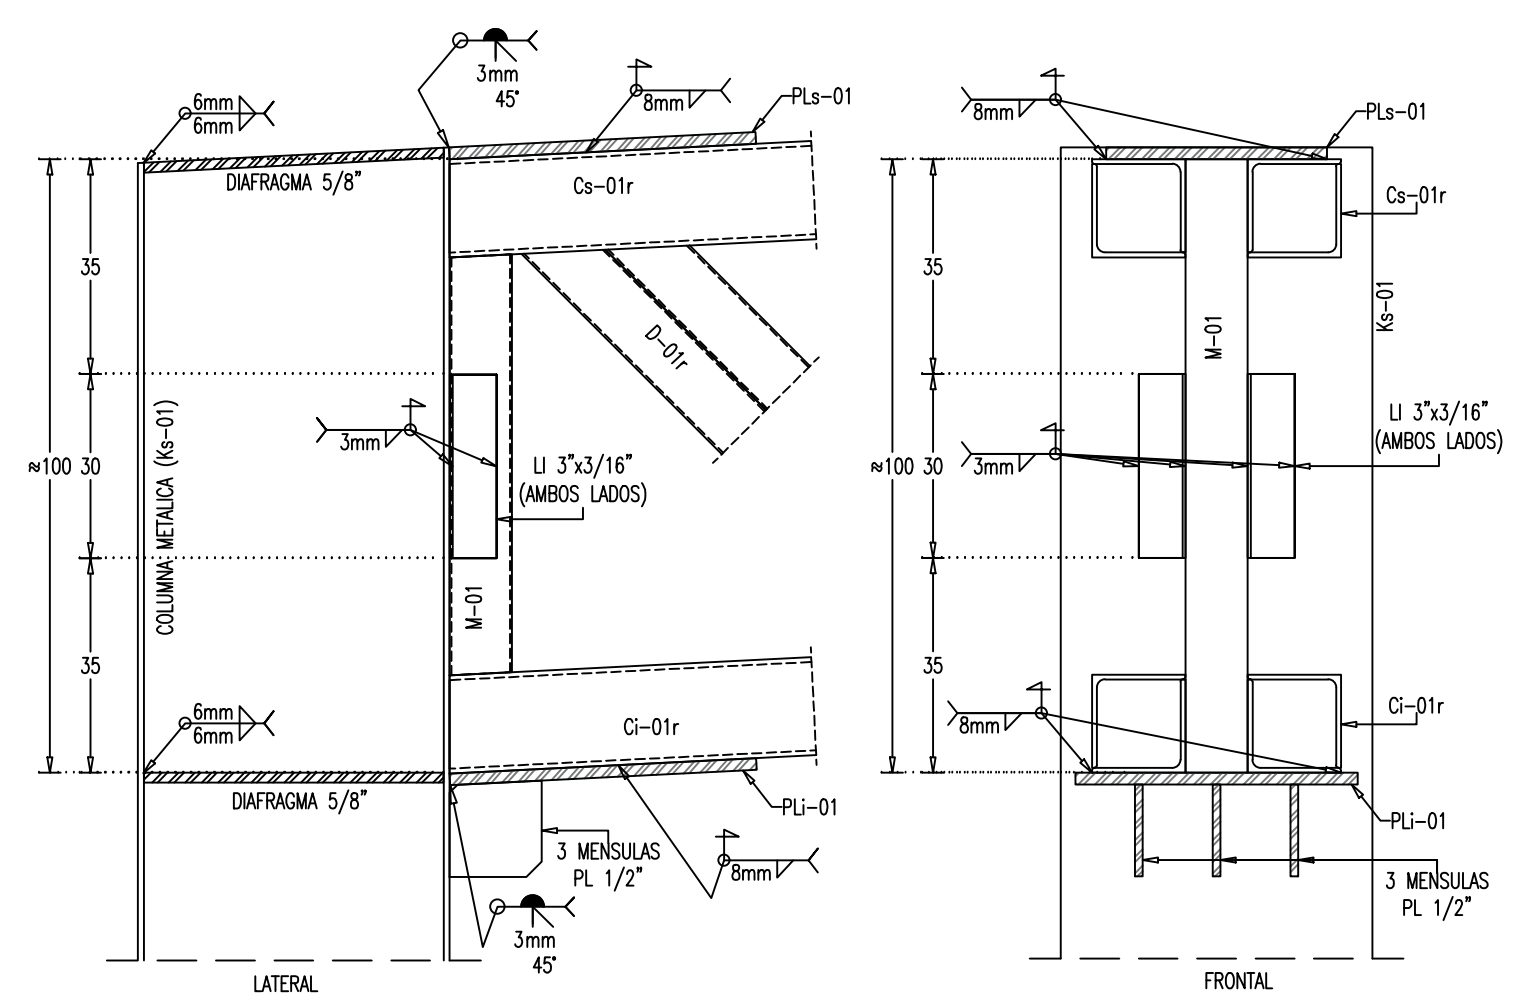 3mm
45°
6mm
6mm
8mm
PLs-01
DIAFRAGMA 5/8"
Cs-01r
35
D-01r
COLUMNA METALICA (Ks-01)
3mm
≈100
30
LI 3"x3/16"
(AMBOS LADOS)
M-01
35
6mm
6mm
Ci-01r
DIAFRAGMA 5/8"
PLi-01
3 MENSULAS
PL 1/2"
8mm
3mm
45°
LATERAL
8mm
PLs-01
Cs-01r
35
Ks-01
M-01
LI 3"x3/16"
(AMBOS LADOS)
≈100
30
3mm
35
Ci-01r
8mm
PLi-01
3 MENSULAS
PL 1/2"
FRONTAL